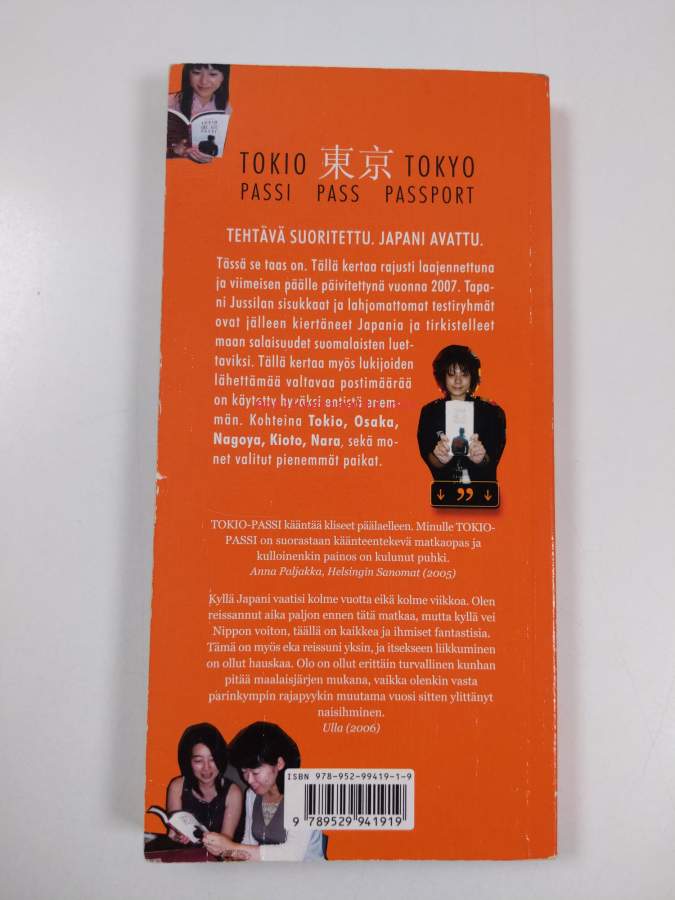 TOKIO 東京 TOKYO
PASSI PASS PASSPORT
TEHTÄVÄ SUORITETTU. JAPANI AVATTU.
Tässä se taas on. Tällä kertaa rajusti laajennettuna
ja viimeisen päälle päivitettynä vuonna 2007. Tapa-
ni Jussilan sisukkaat ja lahjomattomat testiryhmät
ovat jälleen kiertäneet Japania ja tirkistelleet
maan salaisuudet suomalaisten luet-
taviksi. Tällä kertaa myös lukijoiden
lähettämää valtavaa postimäärää
on käytetty hyväksi entistä enem-
män. Kohteina Tokio, Osaka,
Nagoya, Kioto, Nara, sekä mo-
net valitut pienemmät paikat.
↓ ” ↓
TOKIO-PASSI kääntää kliseet päälaelleen. Minulle TOKIO-
PASSI on suorastaan käänteentekevä matkaopas ja
kulloinenkin painos on kulunut puhki.
Anna Paljakka, Helsingin Sanomat (2005)
Kyllä Japani vaatisi kolme vuotta eikä kolme viikkoa. Olen
reissannut aika paljon ennen tätä matkaa, mutta kyllä vei
Nippon voiton, täällä on kaikkea ja ihmiset fantastisia.
Tämä on myös eka reissuni yksin, ja itsekseen liikkuminen
on ollut hauskaa. Olo on ollut erittäin turvallinen kunhan
pitää maalaisjärjen mukana, vaikka olenkin vasta
parinkympin rajapyykin muutama vuosi sitten ylittänyt
naisihminen.
Ulla (2006)
ISBN 978-952-99419-1-9
9 789529 941919